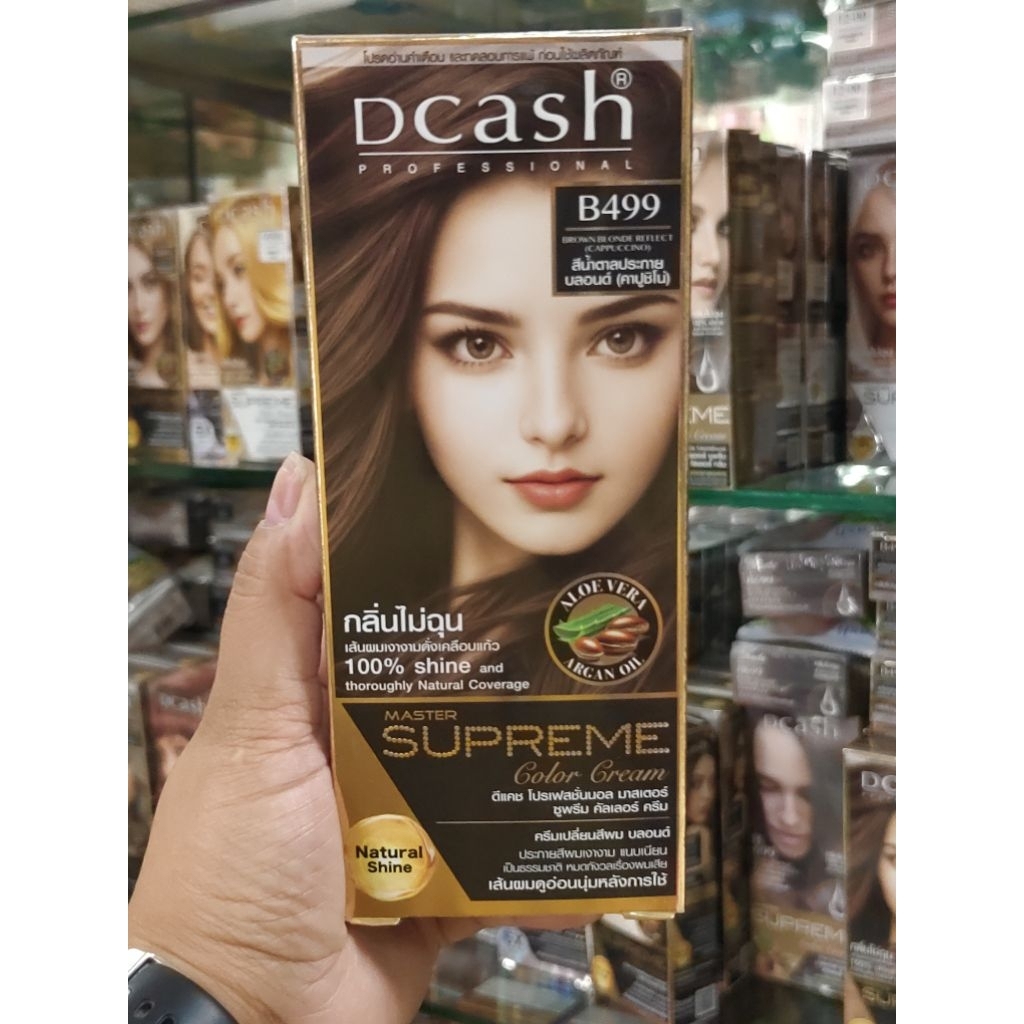 โปรดอ่านคำเตือน และทดสอบการแพ้ ก่อนใช้ผลิตภัณฑ์
Dcash®
PROFESSIONAL
B499
BROWN BLONDE REFLECT
(CAPPUCCINO)
สีน้ำตาลประกาย
บลอนด์ (คาปูชิโน่)
ALOE VERA
ARGAN OIL
กลิ่นไม่ฉุน
เส้นผมเงางามดั่งเคลือบแก้ว
100% shine and
thoroughly Natural Coverage
MASTER
SUPREME
Color Cream
ดีแคช โปรเฟสชั่นนอล มาสเตอร์
ซูพรีม คัลเลอร์ ครีม
ครีมเปลี่ยนสีผม บลอนด์
ประกายสีผมเงางาม แนบเนียน
เป็นธรรมชาติ หมดกังวลเรื่องผมเสีย
เส้นผมดูอ่อนนุ่มหลังการใช้
Natural
Shine
Dcash
Dcash
SUPREME